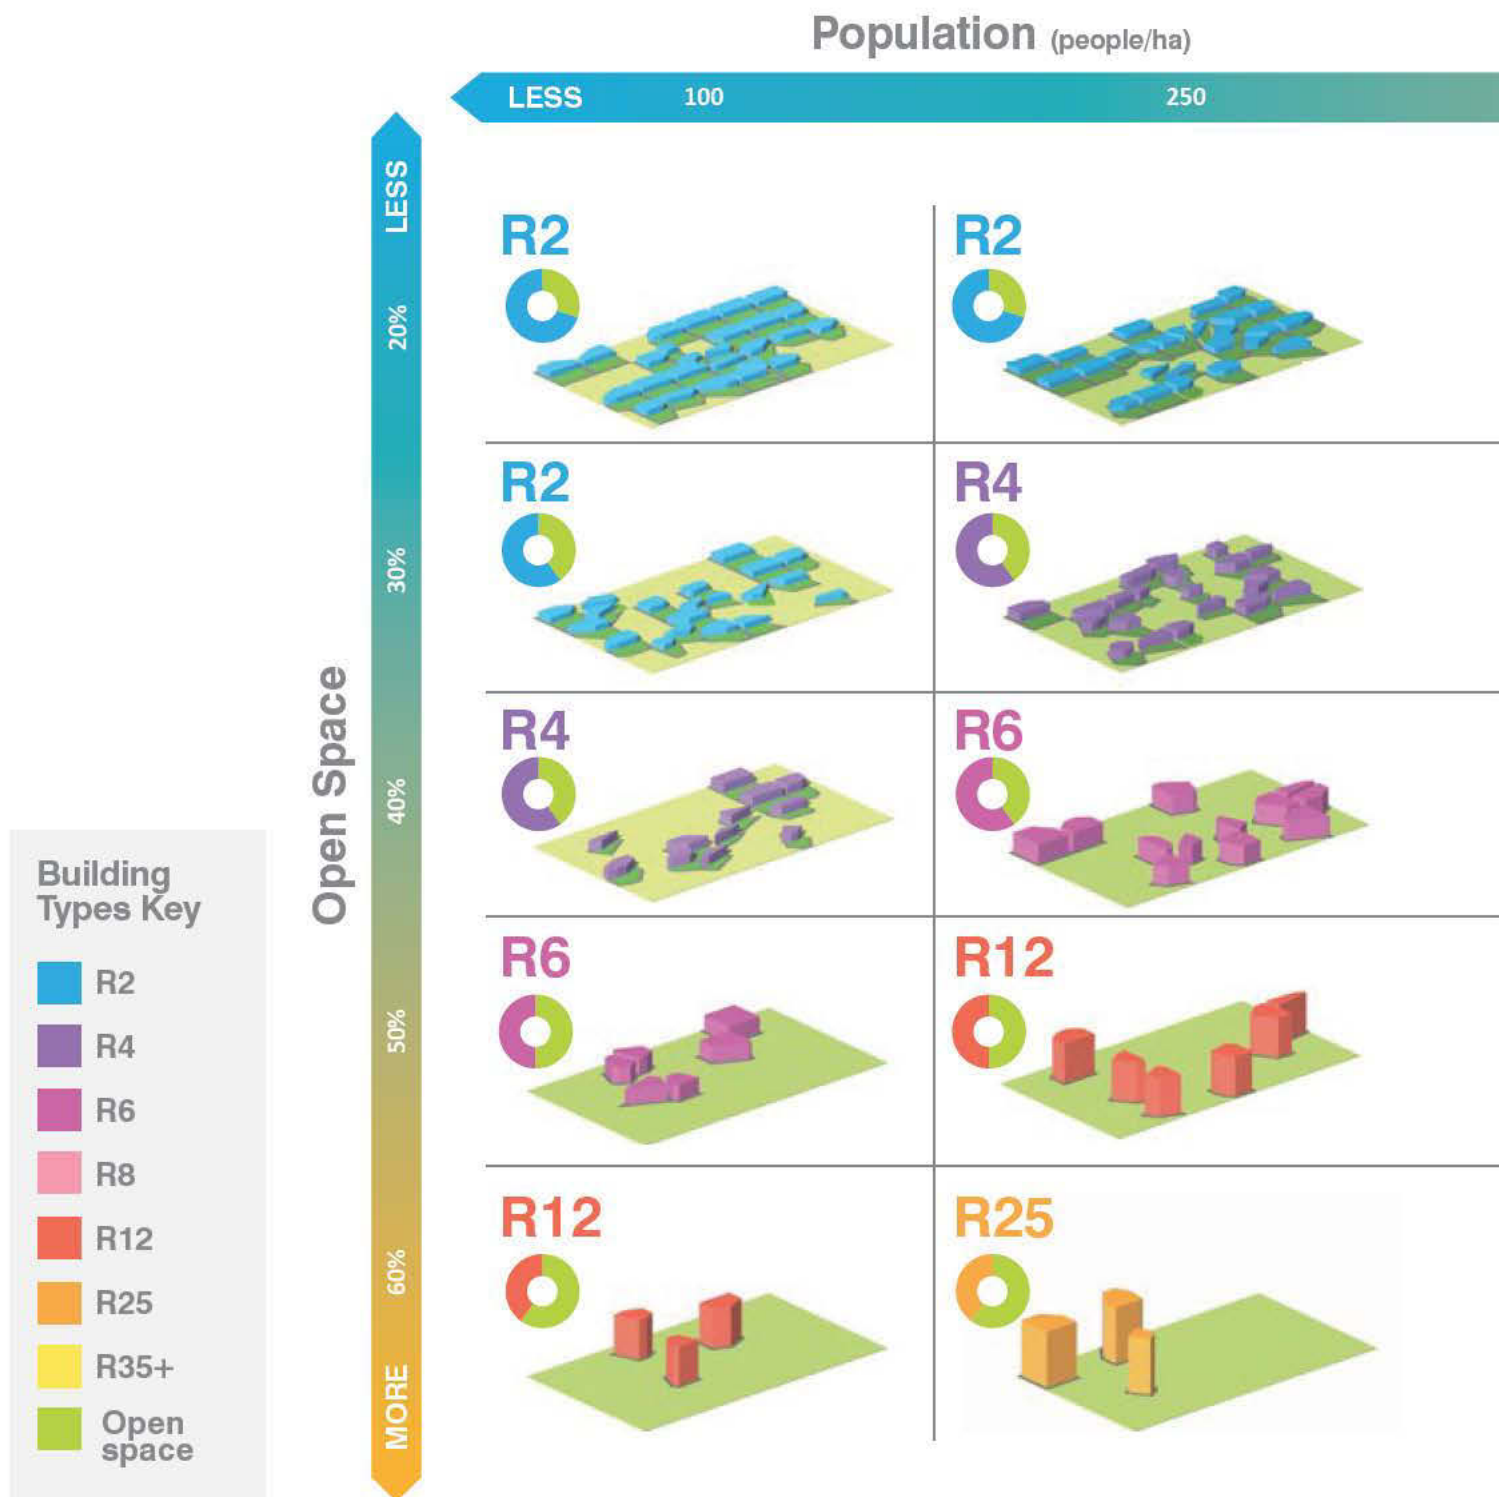 Population (people/ha)
LESS 100 250
LESS
20%
30%
40%
50%
60%
MORE
Open Space
R2
R2
R2
R4
R4
R6
R6
R12
R12
R25
Building
Types Key
R2
R4
R6
R8
R12
R25
R35+
Open
space